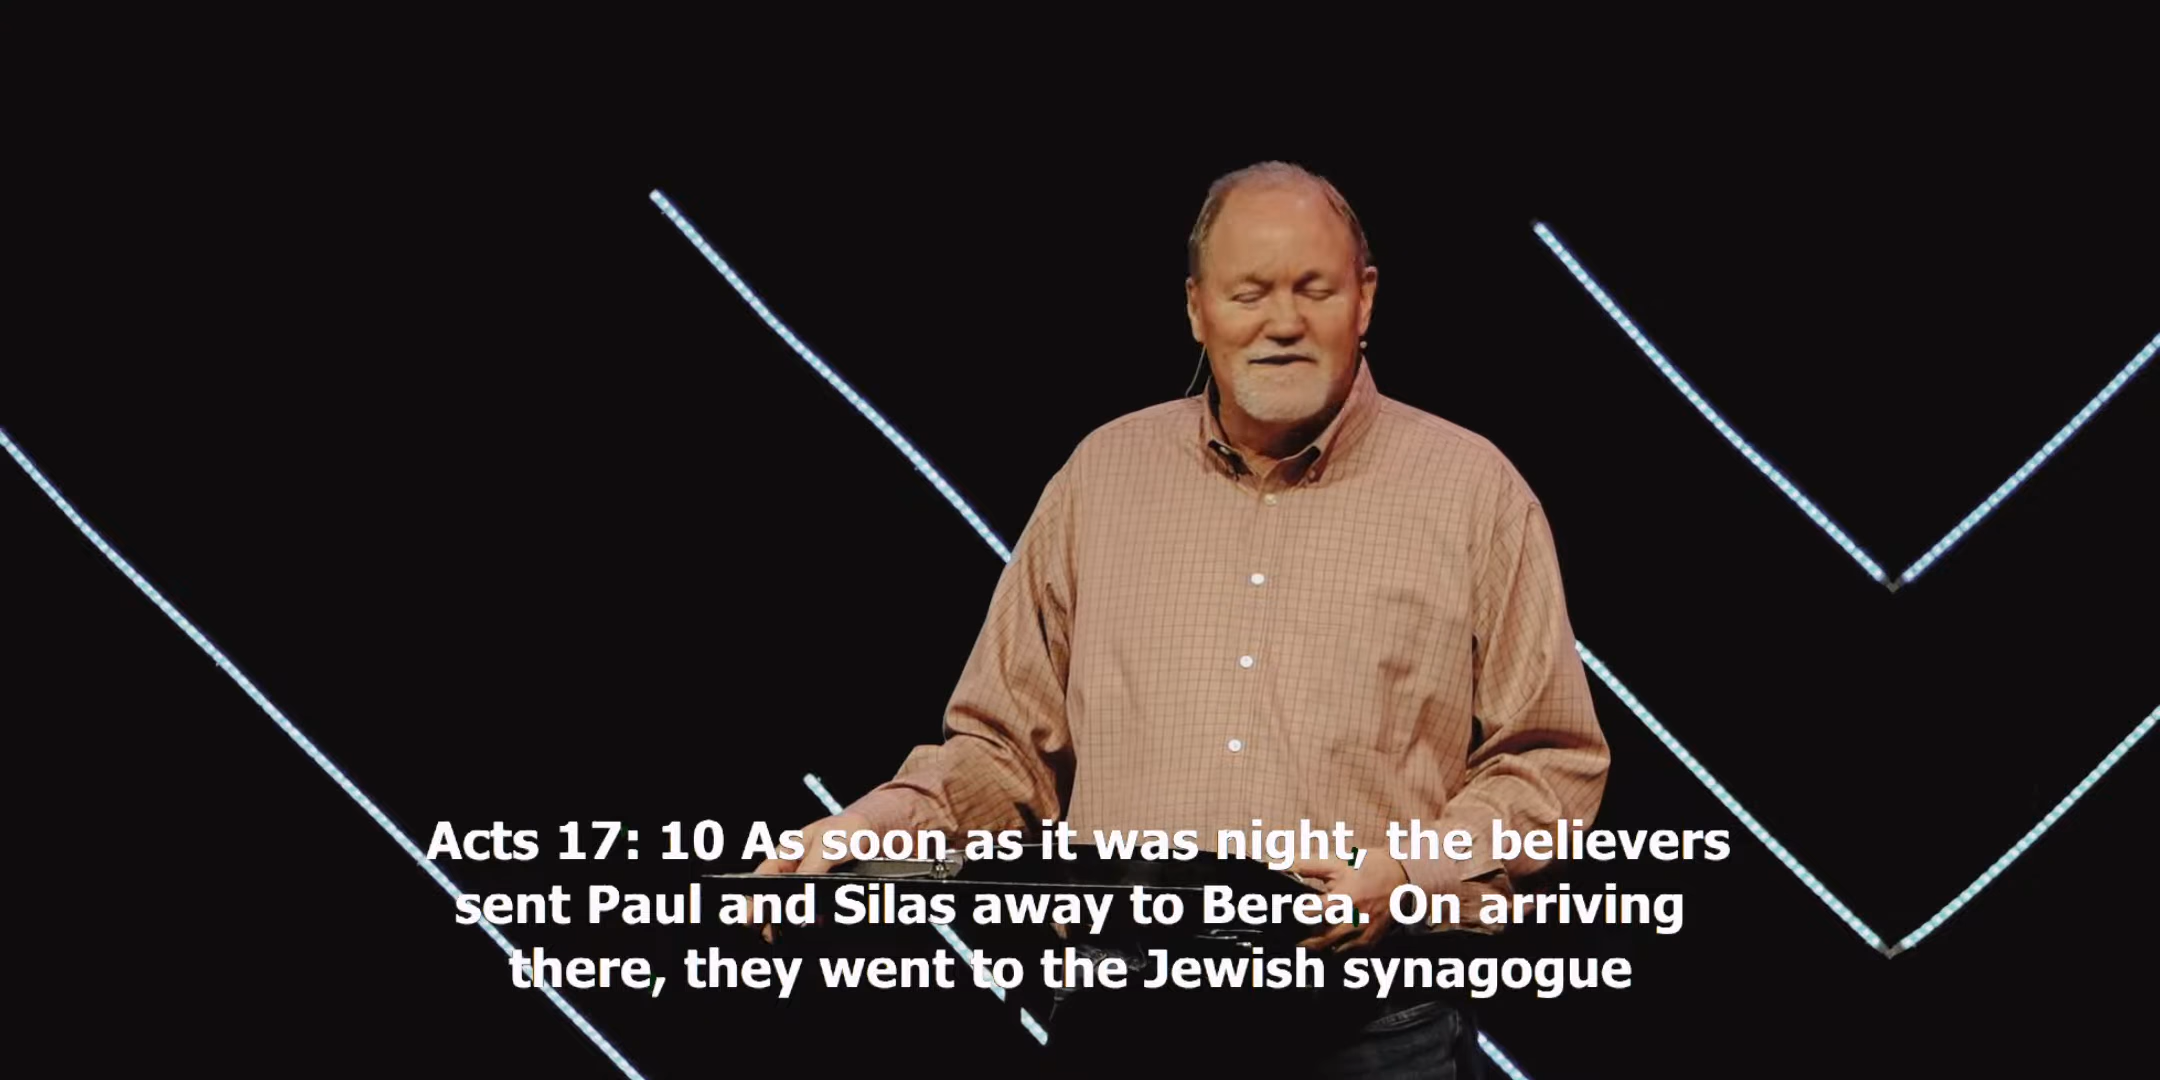 Acts 17: 10 As soon as it was night, the believers
sent Paul and Silas away to Berea. On arriving
there, they went to the Jewish synagogue